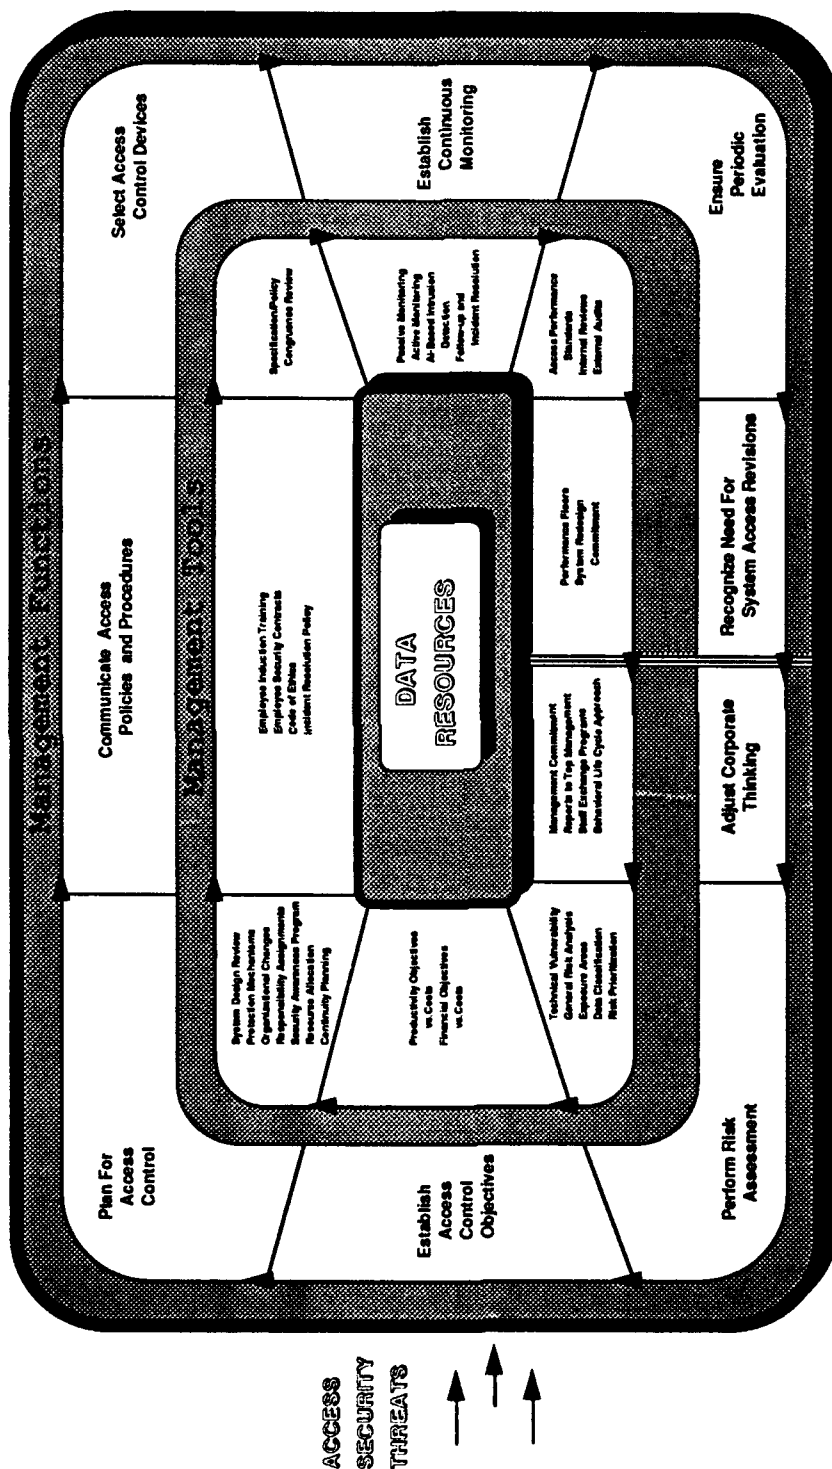 ACCESS
SECURITY
THREATS
Management Functions
Plan For
Access
Control
Communicate Access
Policies and Procedures
Select Access
Control Devices
Establish
Access
Control
Objectives
Establish
Continuous
Monitoring
Perform Risk
Assessment
Adjust Corporate
Thinking
Recognize Need For
System Access Revisions
Ensure
Periodic
Evaluation
Management Tools
System Design Review
Protection Mechanisms
Organizational Changes
Responsibility Assignments
Security Awareness Program
Resource Allocation
Continuity Planning
Employee Induction Training
Employee Security Contracts
Code of Ethics
Incident Resolution Policy
Specification/Policy
Congruence Review
Productivity Objectives
vs. Costs
Financial Objectives
vs. Costs
Passive Monitoring
Active Monitoring
AI-Based Intrusion
Detection
Follow-up and
Incident Resolution
Technical Vulnerability
General Risk Analysis
Exposure Areas
Data Classification
Risk Prioritization
Management Commitment
Reports to Top Management
Staff Exchange Programs
Behavioral Life Cycle Approach
Performance Floors
System Redesign
Commitment
Access Performance
Standards
Internal Reviews
External Audits
DATA
RESOURCES